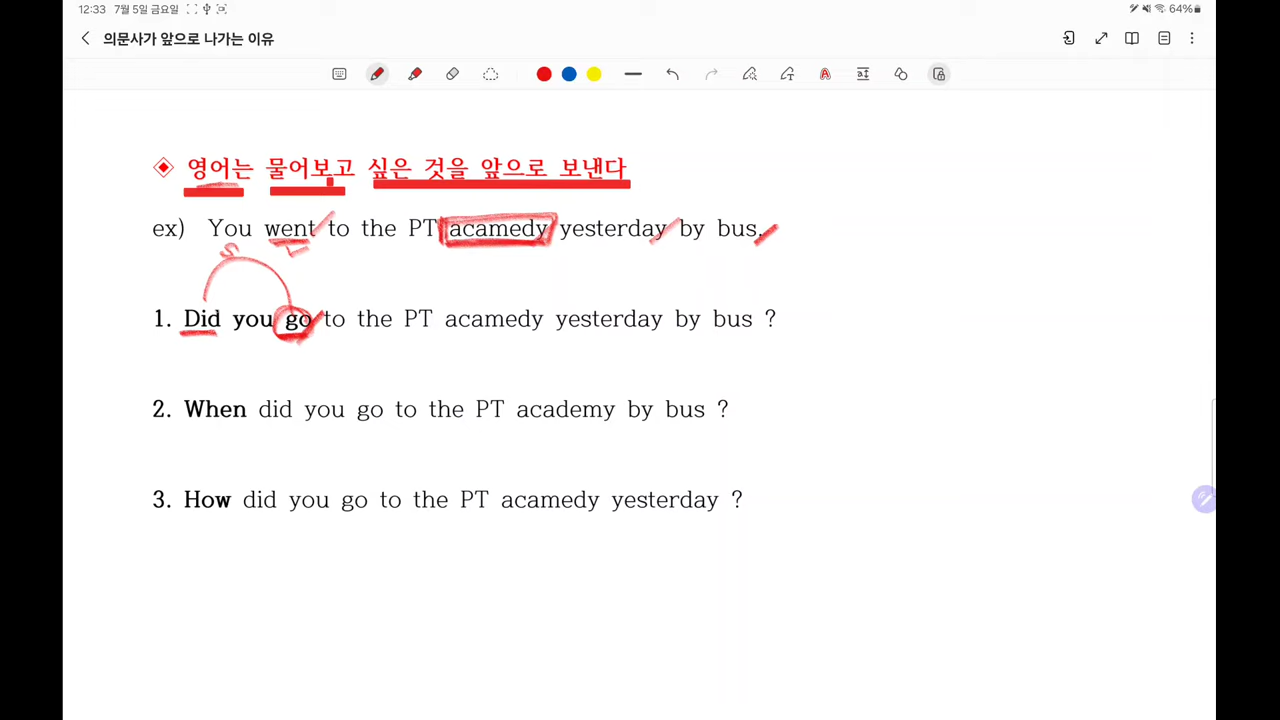 12:33 7월 5일 금요일 64%
의문사가 앞으로 나가는 이유
영어는 물어보고 싶은 것을 앞으로 보낸다
ex) You went to the PT acamedy yesterday by bus.
1. Did you go to the PT acamedy yesterday by bus ?
2. When did you go to the PT academy by bus ?
3. How did you go to the PT acamedy yesterday ?